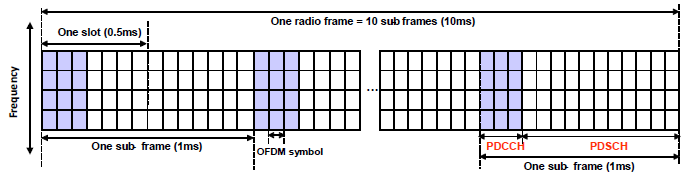 One radio frame = 10 sub frames (10ms)
One slot (0.5ms)
Frequency
...
One sub- frame (1ms)
OFDM symbol
PDCCH
PDSCH
One sub- frame (1ms)